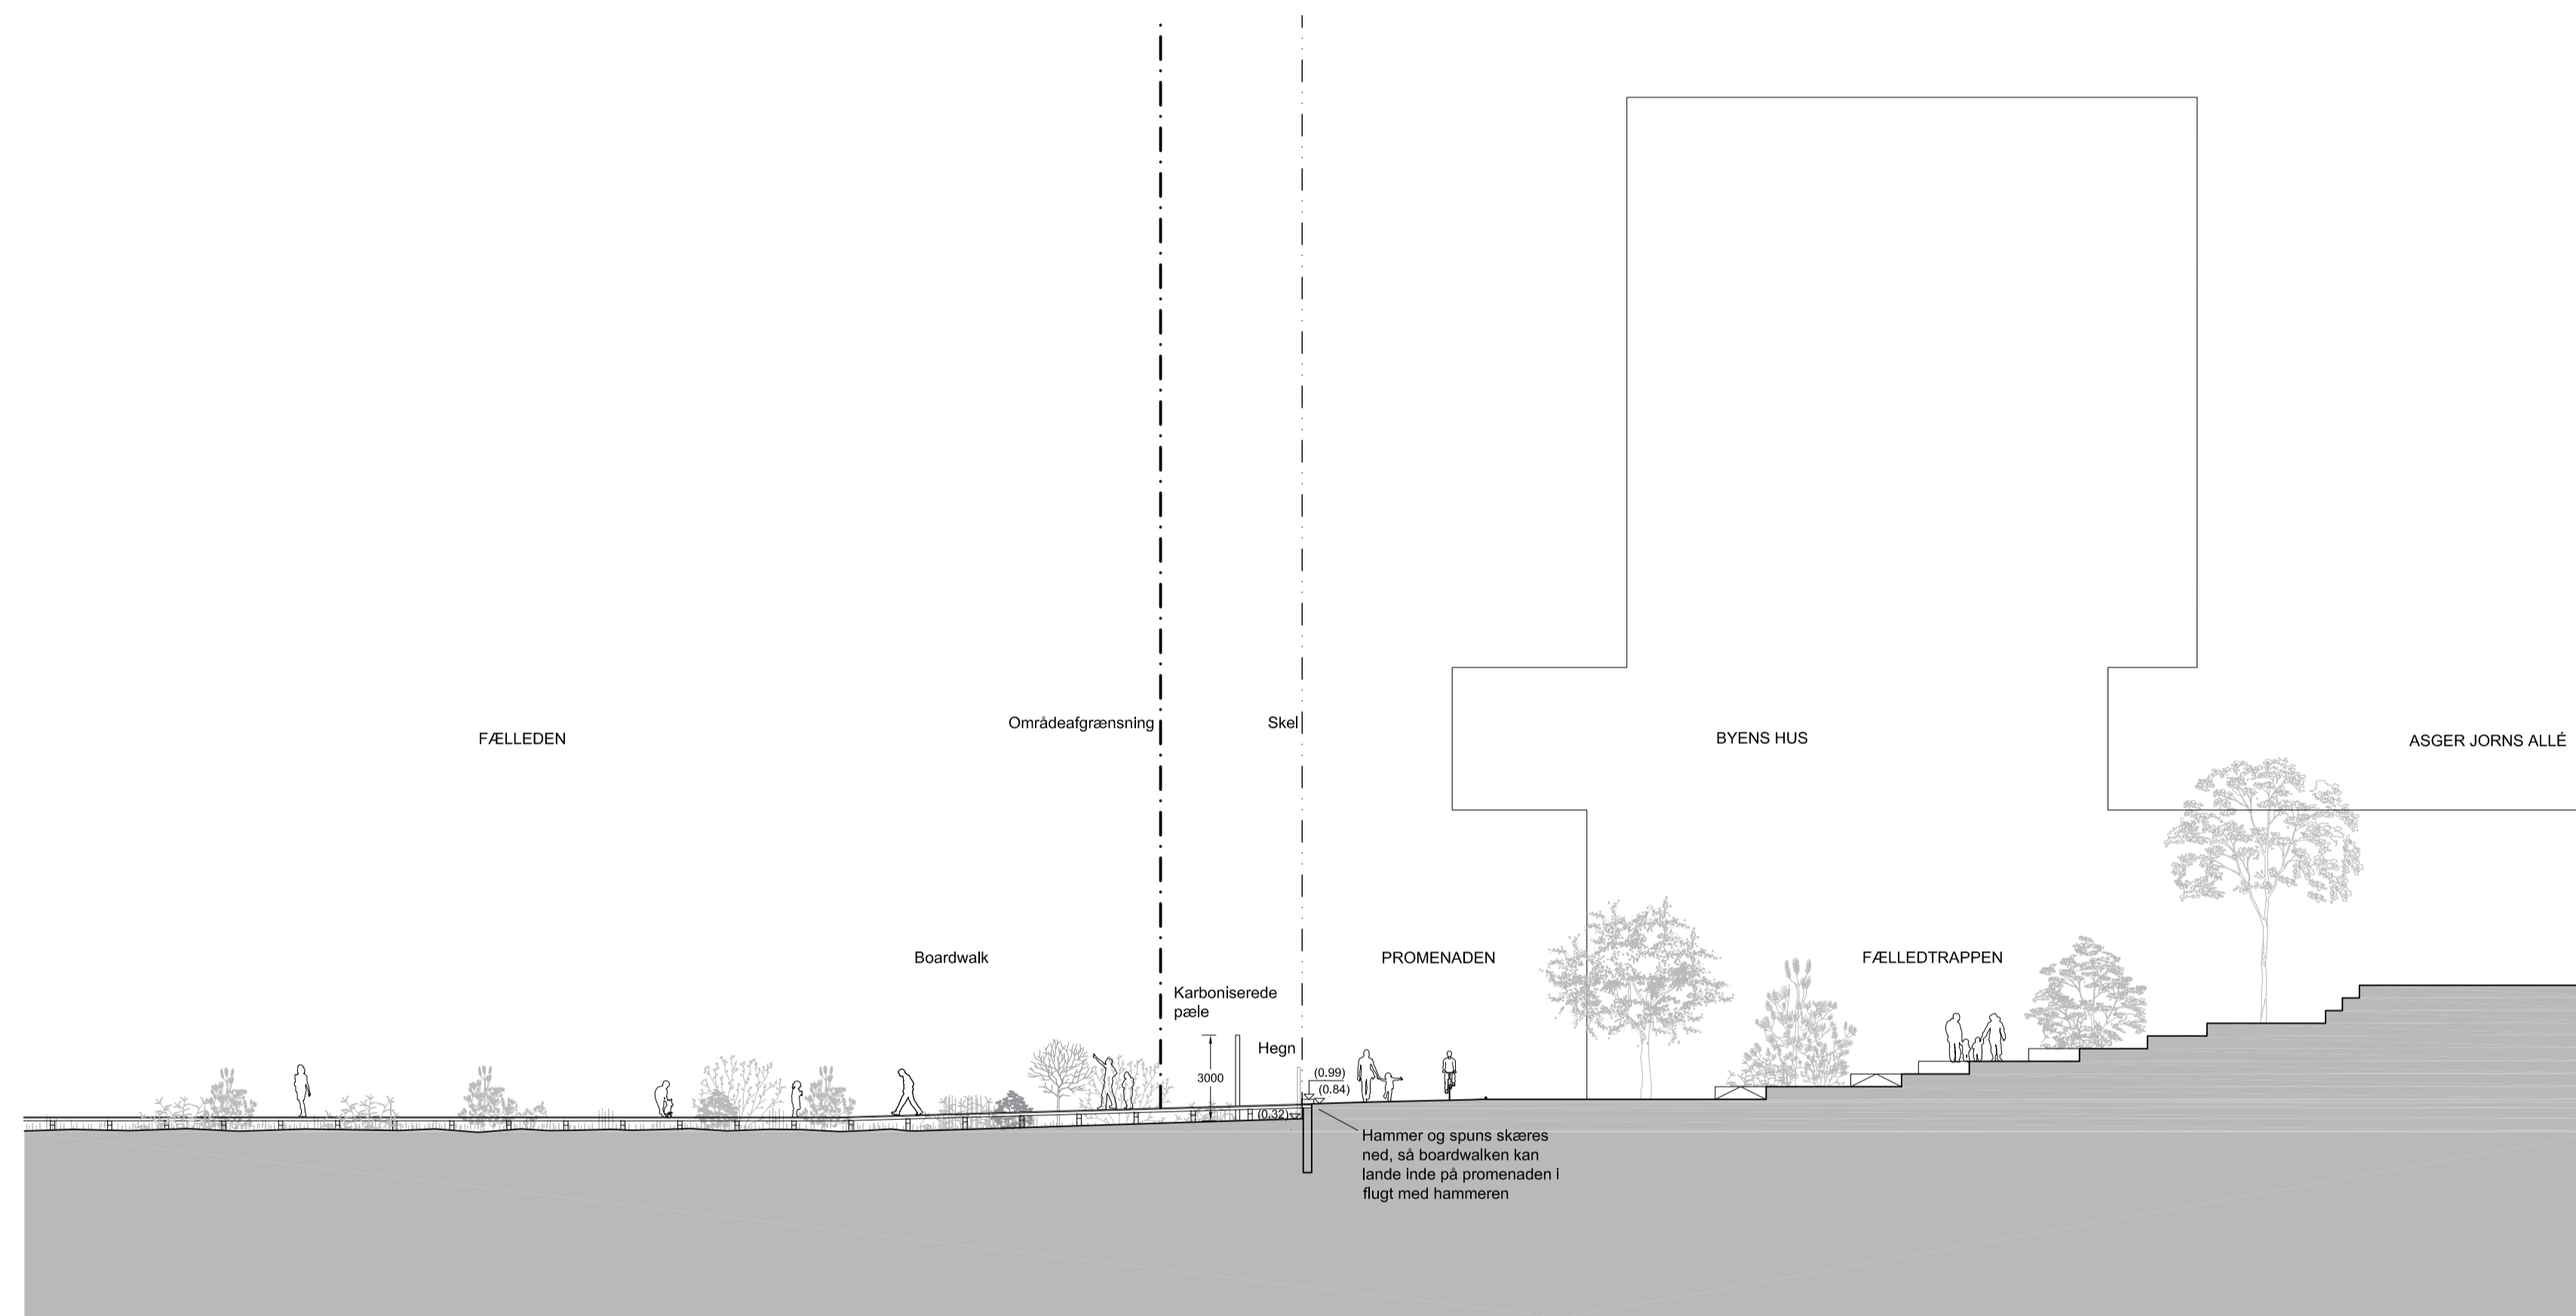 FÆLLEDEN
Områdeafgrænsning
Skel
BYENS HUS
ASGER JORNS ALLÉ
Boardwalk
PROMENADEN
FÆLLEDTRAPPEN
Karboniserede
pæle
Hegn
3000
(0.99)
(0.84)
(0.32)
Hammer og spuns skæres
ned, så boardwalken kan
lande inde på promenaden i
flugt med hammeren